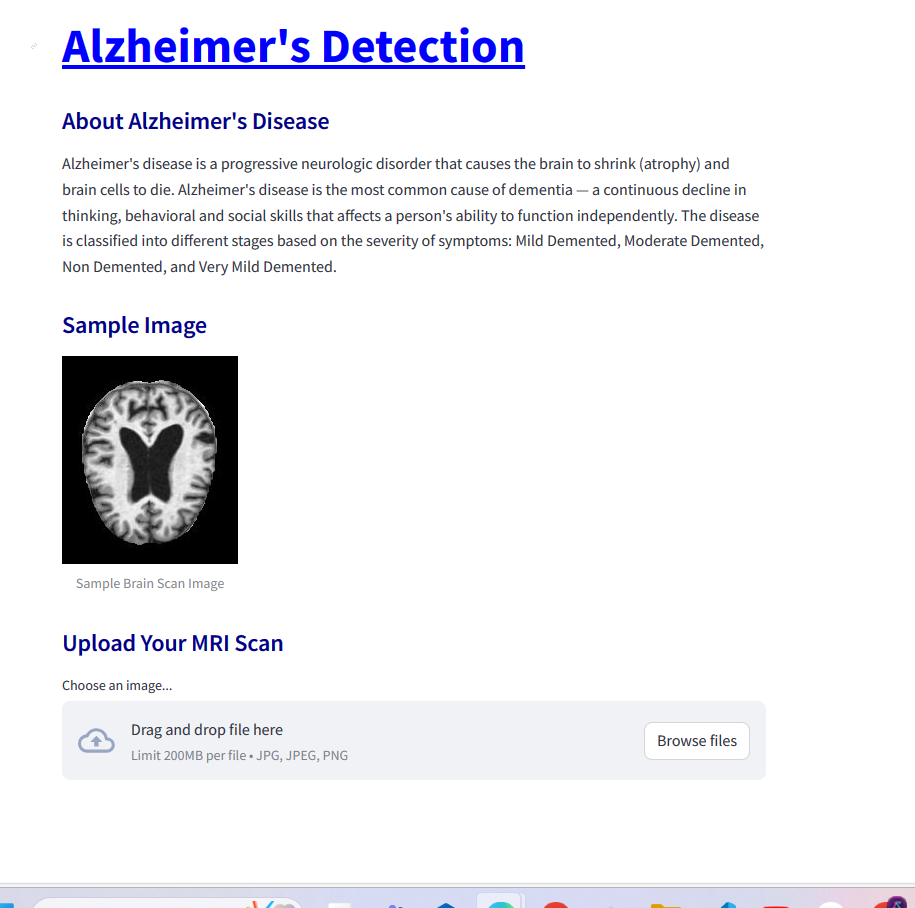 Alzheimer's Detection
About Alzheimer's Disease
Alzheimer's disease is a progressive neurologic disorder that causes the brain to shrink (atrophy) and
brain cells to die. Alzheimer's disease is the most common cause of dementia — a continuous decline in
thinking, behavioral and social skills that affects a person's ability to function independently. The disease
is classified into different stages based on the severity of symptoms: Mild Demented, Moderate Demented,
Non Demented, and Very Mild Demented.
Sample Image
Sample Brain Scan Image
Upload Your MRI Scan
Choose an image...
Drag and drop file here
Limit 200MB per file • JPG, JPEG, PNG
Browse files